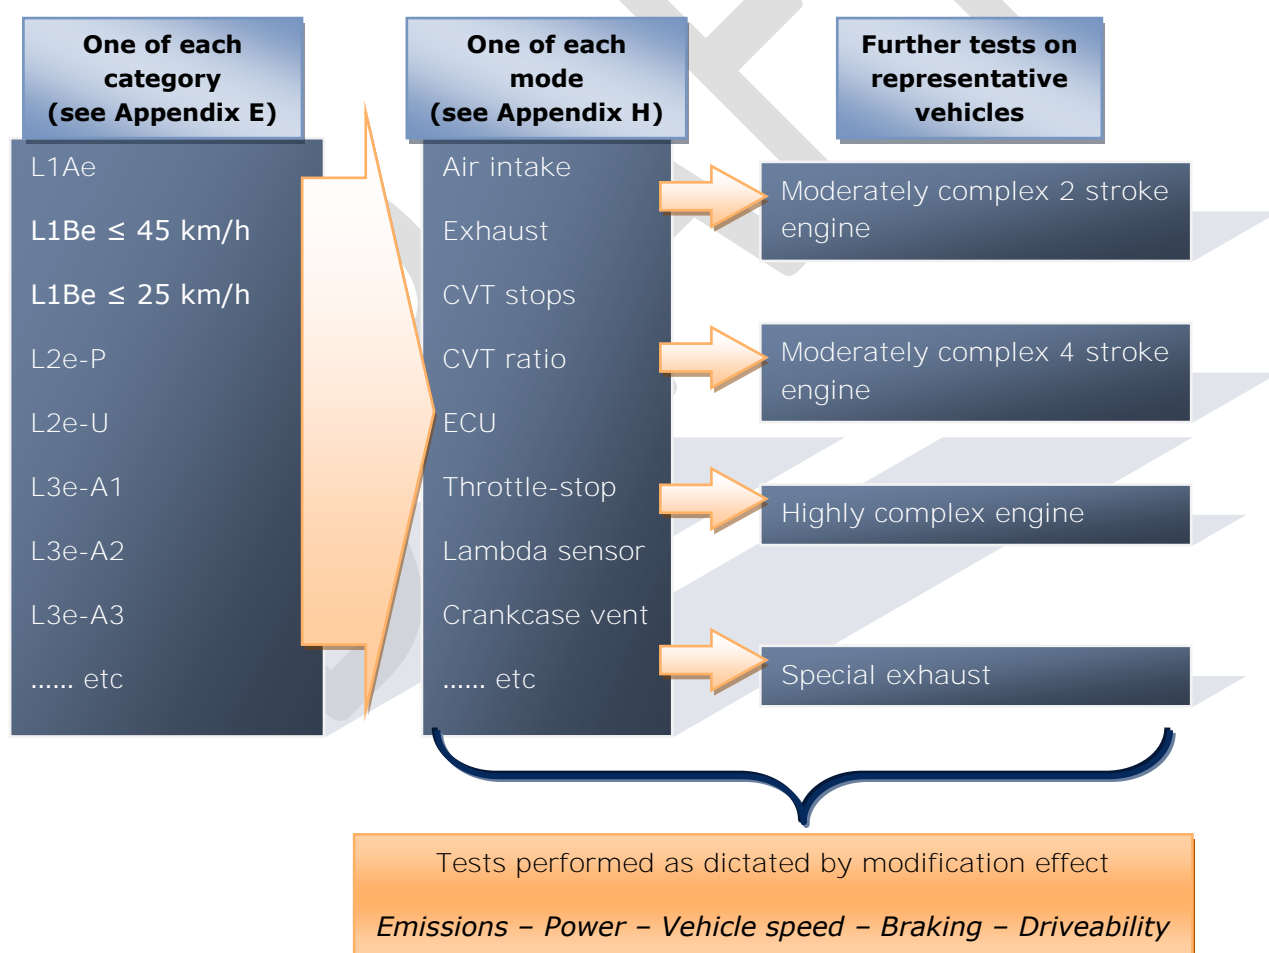 One of each
category
(see Appendix E)
L1Ae
L1Be ≤ 45 km/h
L1Be ≤ 25 km/h
L2e-P
L2e-U
L3e-A1
L3e-A2
L3e-A3
...... etc
One of each
mode
(see Appendix H)
Air intake
Exhaust
CVT stops
CVT ratio
ECU
Throttle-stop
Lambda sensor
Crankcase vent
...... etc
Further tests on
representative
vehicles
Moderately complex 2 stroke
engine
Moderately complex 4 stroke
engine
Highly complex engine
Special exhaust
Tests performed as dictated by modification effect
Emissions – Power – Vehicle speed – Braking – Driveability